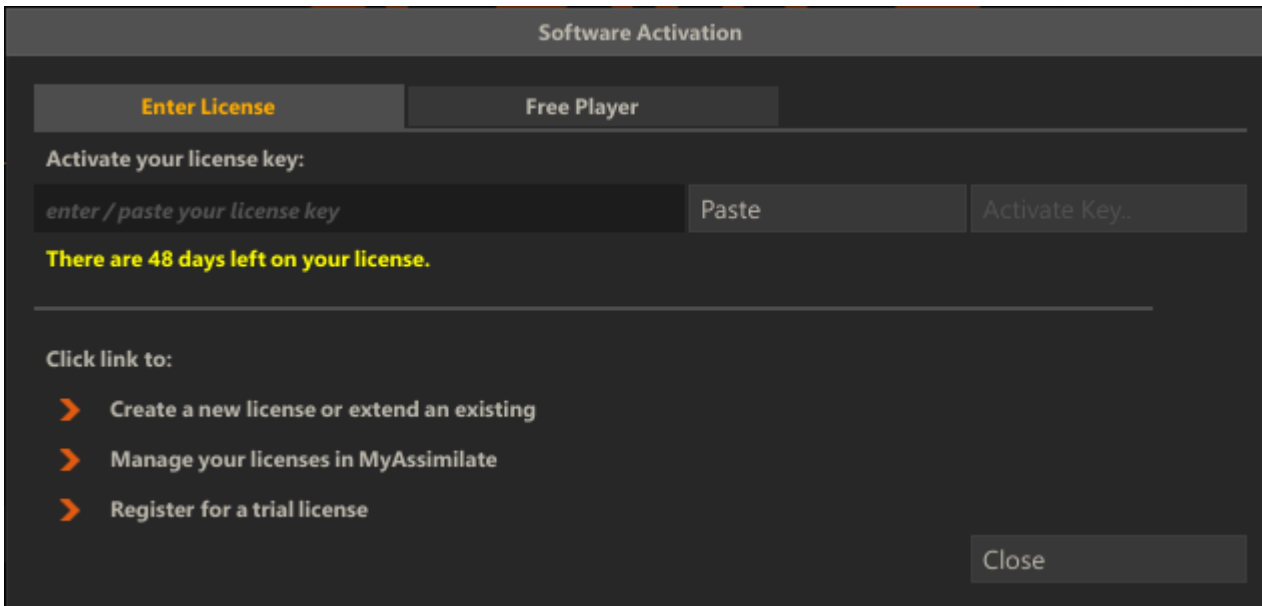 Software Activation
Enter License
Free Player
Activate your license key:
enter / paste your license key
Paste
Activate Key..
There are 48 days left on your license.
Click link to:
Create a new license or extend an existing
Manage your licenses in MyAssimilate
Register for a trial license
Close